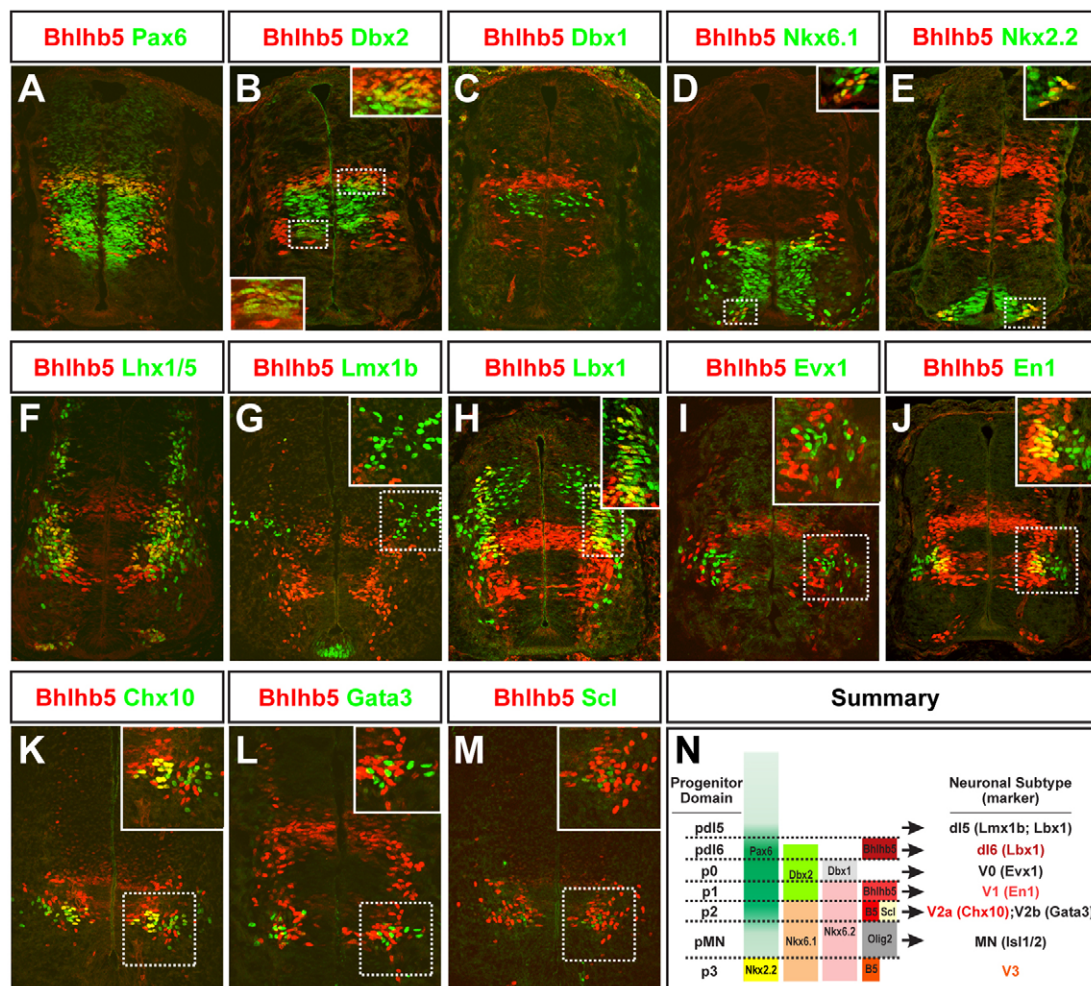 Bhlhb5 Pax6
Bhlhb5 Dbx2
Bhlhb5 Dbx1
Bhlhb5 Nkx6.1
Bhlhb5 Nkx2.2
A
B
C
D
E
Bhlhb5 Lhx1/5
Bhlhb5 Lmx1b
Bhlhb5 Lbx1
Bhlhb5 Evx1
Bhlhb5 En1
F
G
H
I
J
Bhlhb5 Chx10
Bhlhb5 Gata3
Bhlhb5 Scl
Summary
K
L
M
N
Progenitor Domain
Neuronal Subtype (marker)
pdI5
dI5 (Lmx1b; Lbx1)
pdI6 Pax6 Bhlhb5 dI6 (Lbx1)
p0 Dbx2 Dbx1 V0 (Evx1)
p1 Bhlhb5 V1 (En1)
p2 B5 Scl V2a (Chx10);V2b (Gata3)
pMN Nkx6.1 Nkx6.2 Olig2 MN (Isl1/2)
p3 Nkx2.2 B5 V3